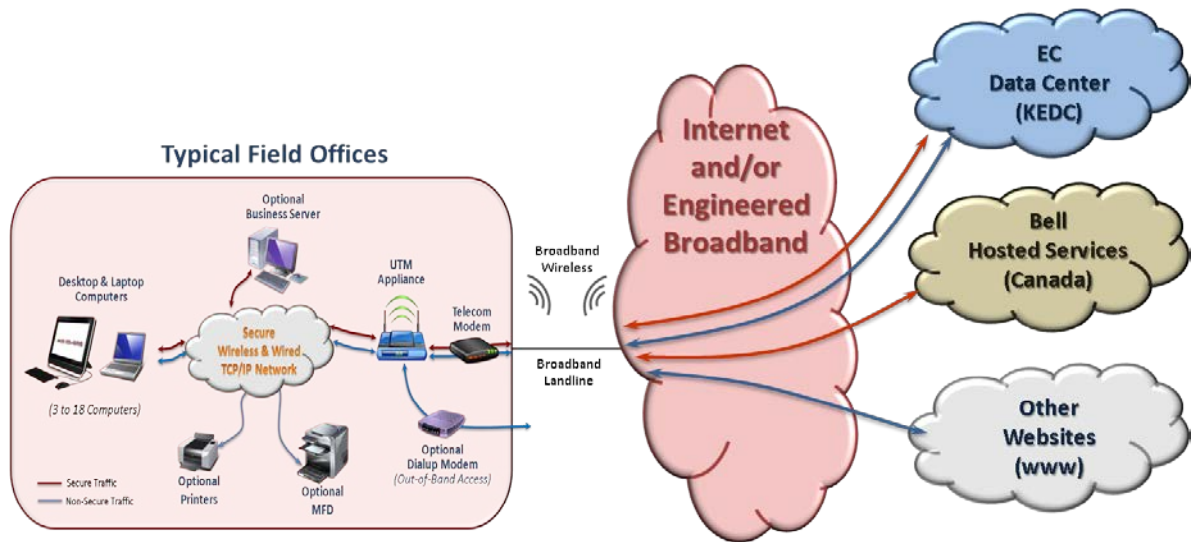 Typical Field Offices
Optional
Business Server
Desktop & Laptop
Computers
UTM
Appliance
Telecom
Modem
Secure
Wireless & Wired
TCP/IP Network
(3 to 18 Computers)
Optional
Printers
Optional
MFD
Optional
Dialup Modem
(Out-of-Band Access)
Secure Traffic
Non-Secure Traffic
Broadband
Wireless
Broadband
Landline
Internet
and/or
Engineered
Broadband
EC
Data Center
(KEDC)
Bell
Hosted Services
(Canada)
Other
Websites
(www)